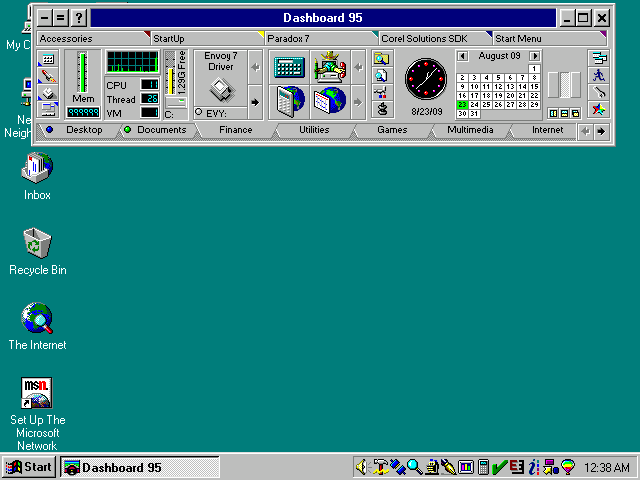 Dashboard 95
Accessories
StartUp
Paradox 7
Corel Solutions SDK
Start Menu
Mem
999999
CPU 11
Thread 26
VM 1
1.29G Free
C:
Envoy 7
Driver
EVY:
8/23/09
August 09
1
2 3 4 5 6 7 8
9 10 11 12 13 14 15
16 17 18 19 20 21 22
23 24 25 26 27 28 29
30 31
Desktop
Documents
Finance
Utilities
Games
Multimedia
Internet
My C
Ne
Neigh
Inbox
Recycle Bin
The Internet
msn.
Set Up The
Microsoft
Network
Start
Dashboard 95
12:38 AM